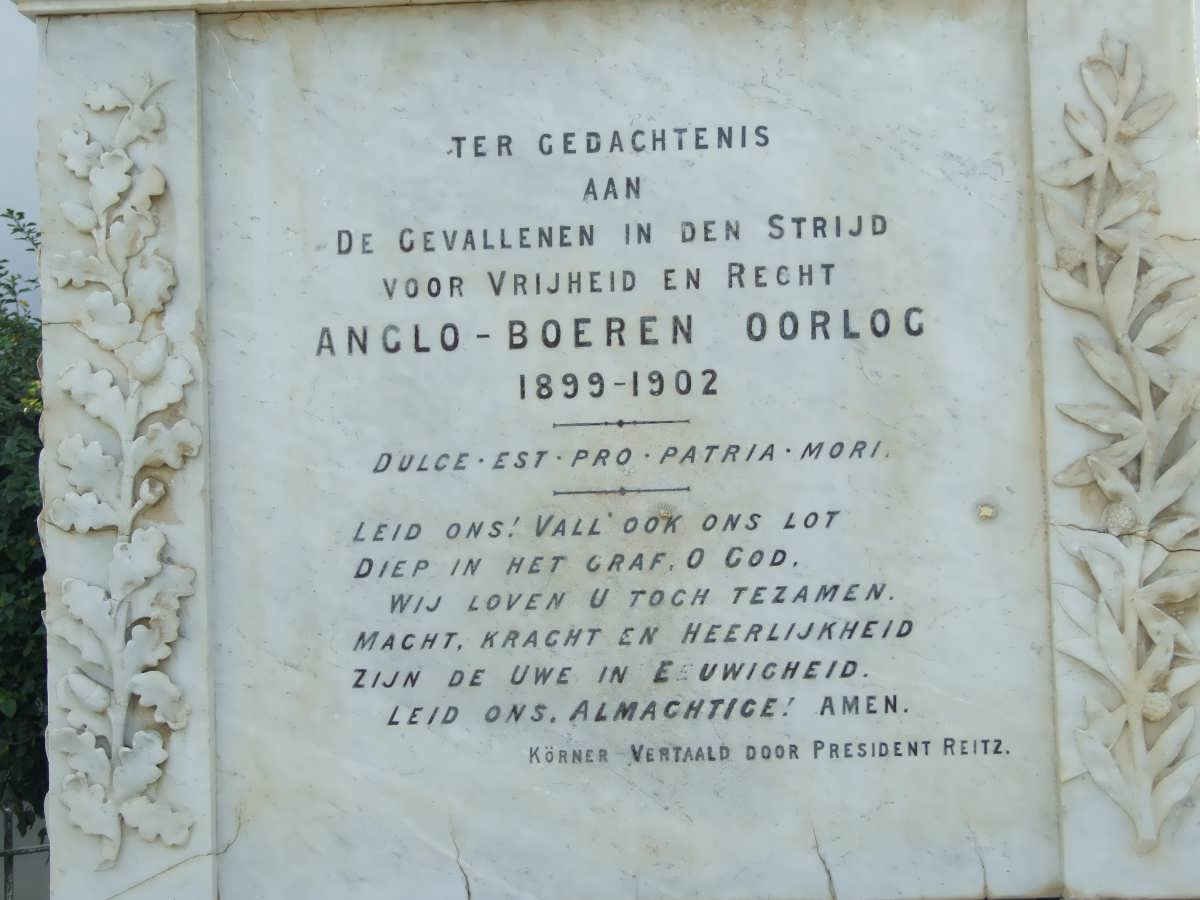 TER GEDACHTENIS
AAN
DE GEVALLENEN IN DEN STRIJD
VOOR VRIJHEID EN RECHT
ANGLO-BOEREN OORLOG
1899-1902
DULCE·EST·PRO·PATRIA·MORI.
LEID ONS! VALL' OOK ONS LOT
DIEP IN HET GRAF, O GOD,
WIJ LOVEN U TOCH TEZAMEN.
MACHT, KRACHT EN HEERLIJKHEID
ZIJN DE UWE IN EEUWIGHEID.
LEID ONS, ALMACHTIGE! AMEN.
KÖRNER VERTAALD DOOR PRESIDENT REITZ.